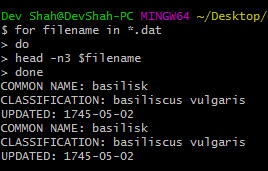 Dev Shah@DevShah-PC MINGW64 ~/Desktop/
$ for filename in *.dat
> do
> head -n3 $filename
> done
COMMON NAME: basilisk
CLASSIFICATION: basiliscus vulgaris
UPDATED: 1745-05-02
COMMON NAME: basilisk
CLASSIFICATION: basiliscus vulgaris
UPDATED: 1745-05-02